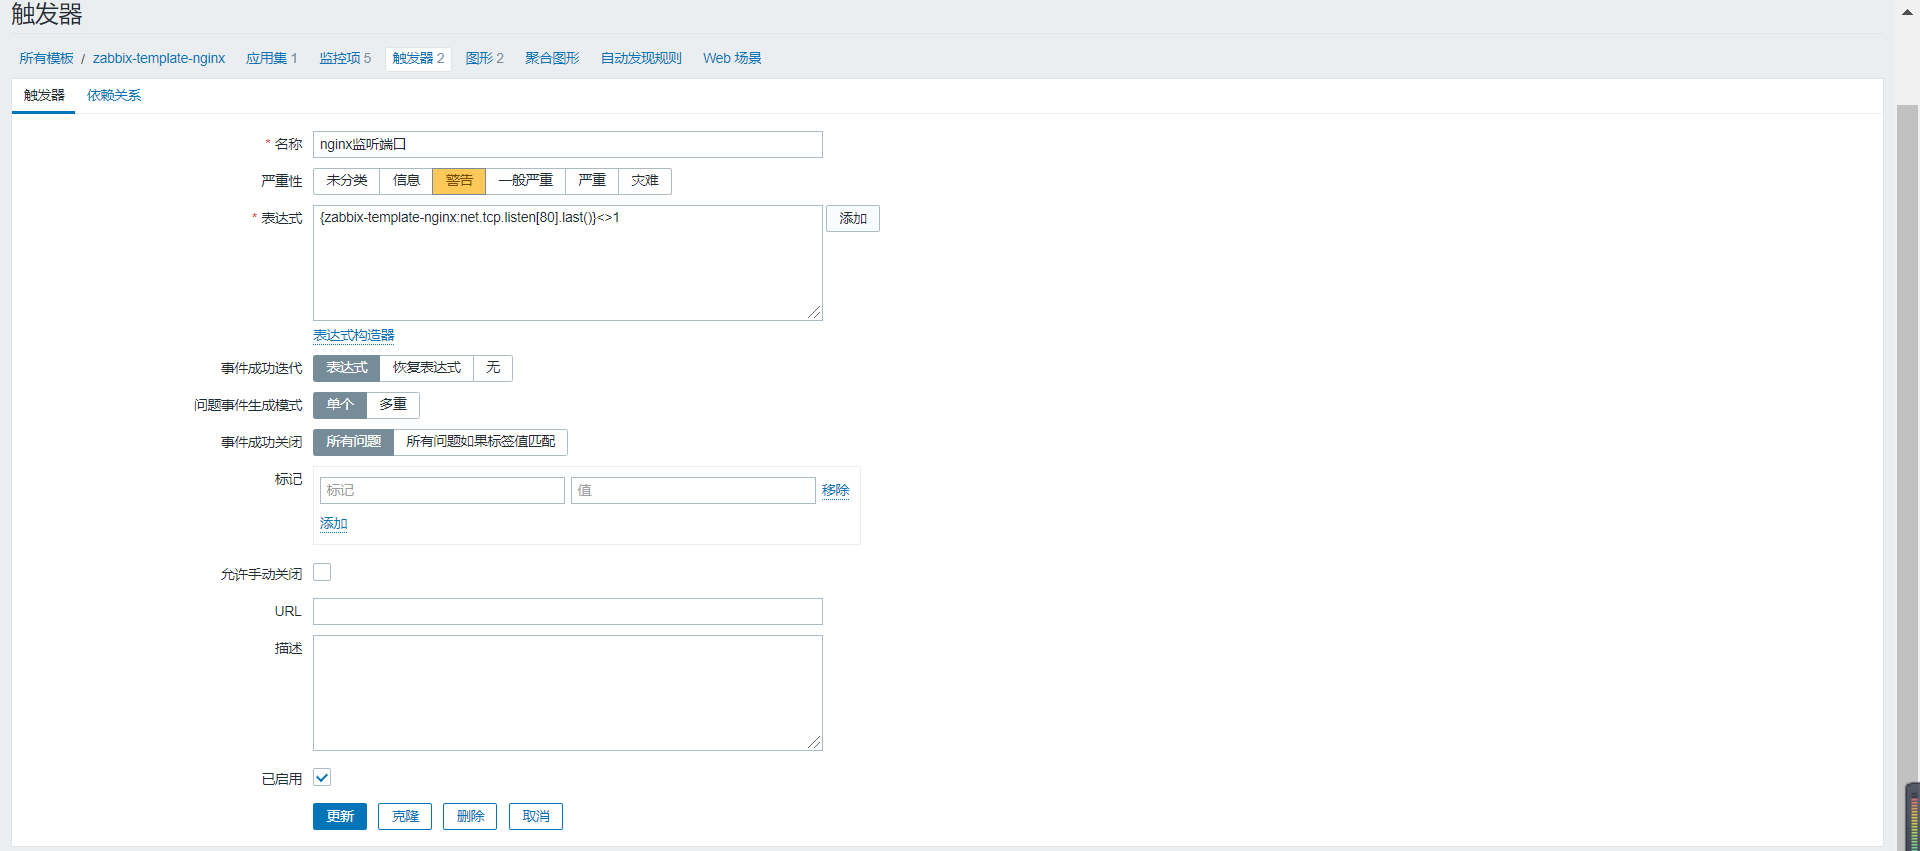 触发器
所有模板 / zabbix-template-nginx 应用集 1 监控项 5 触发器 2 图形 2 聚合图形 自动发现规则 Web 场景
触发器 依赖关系
* 名称 nginx监听端口
严重性 未分类 信息 警告 一般严重 严重 灾难
* 表达式 {zabbix-template-nginx:net.tcp.listen[80].last()}<>1 添加
表达式构造器
事件成功迭代 表达式 恢复表达式 无
问题事件生成模式 单个 多重
事件成功关闭 所有问题 所有问题如果标签值匹配
标记 标记 值 移除
添加
允许手动关闭
URL
描述
已启用
更新 克隆 删除 取消